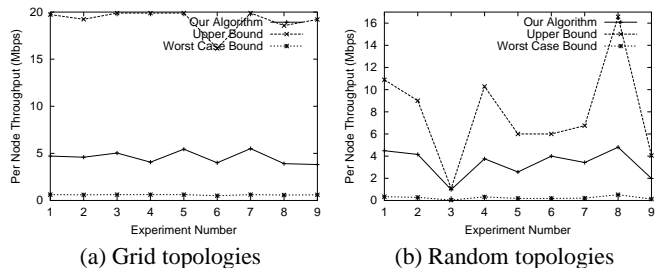 Per Node Throughput (Mbps)
20
15
10
5
0
Our Algorithm
Upper Bound
Worst Case Bound
1 2 3 4 5 6 7 8 9
Experiment Number
(a) Grid topologies
Per Node Throughput (Mbps)
16
14
12
10
8
6
4
2
0
Our Algorithm
Upper Bound
Worst Case Bound
1 2 3 4 5 6 7 8 9
Experiment Number
(b) Random topologies